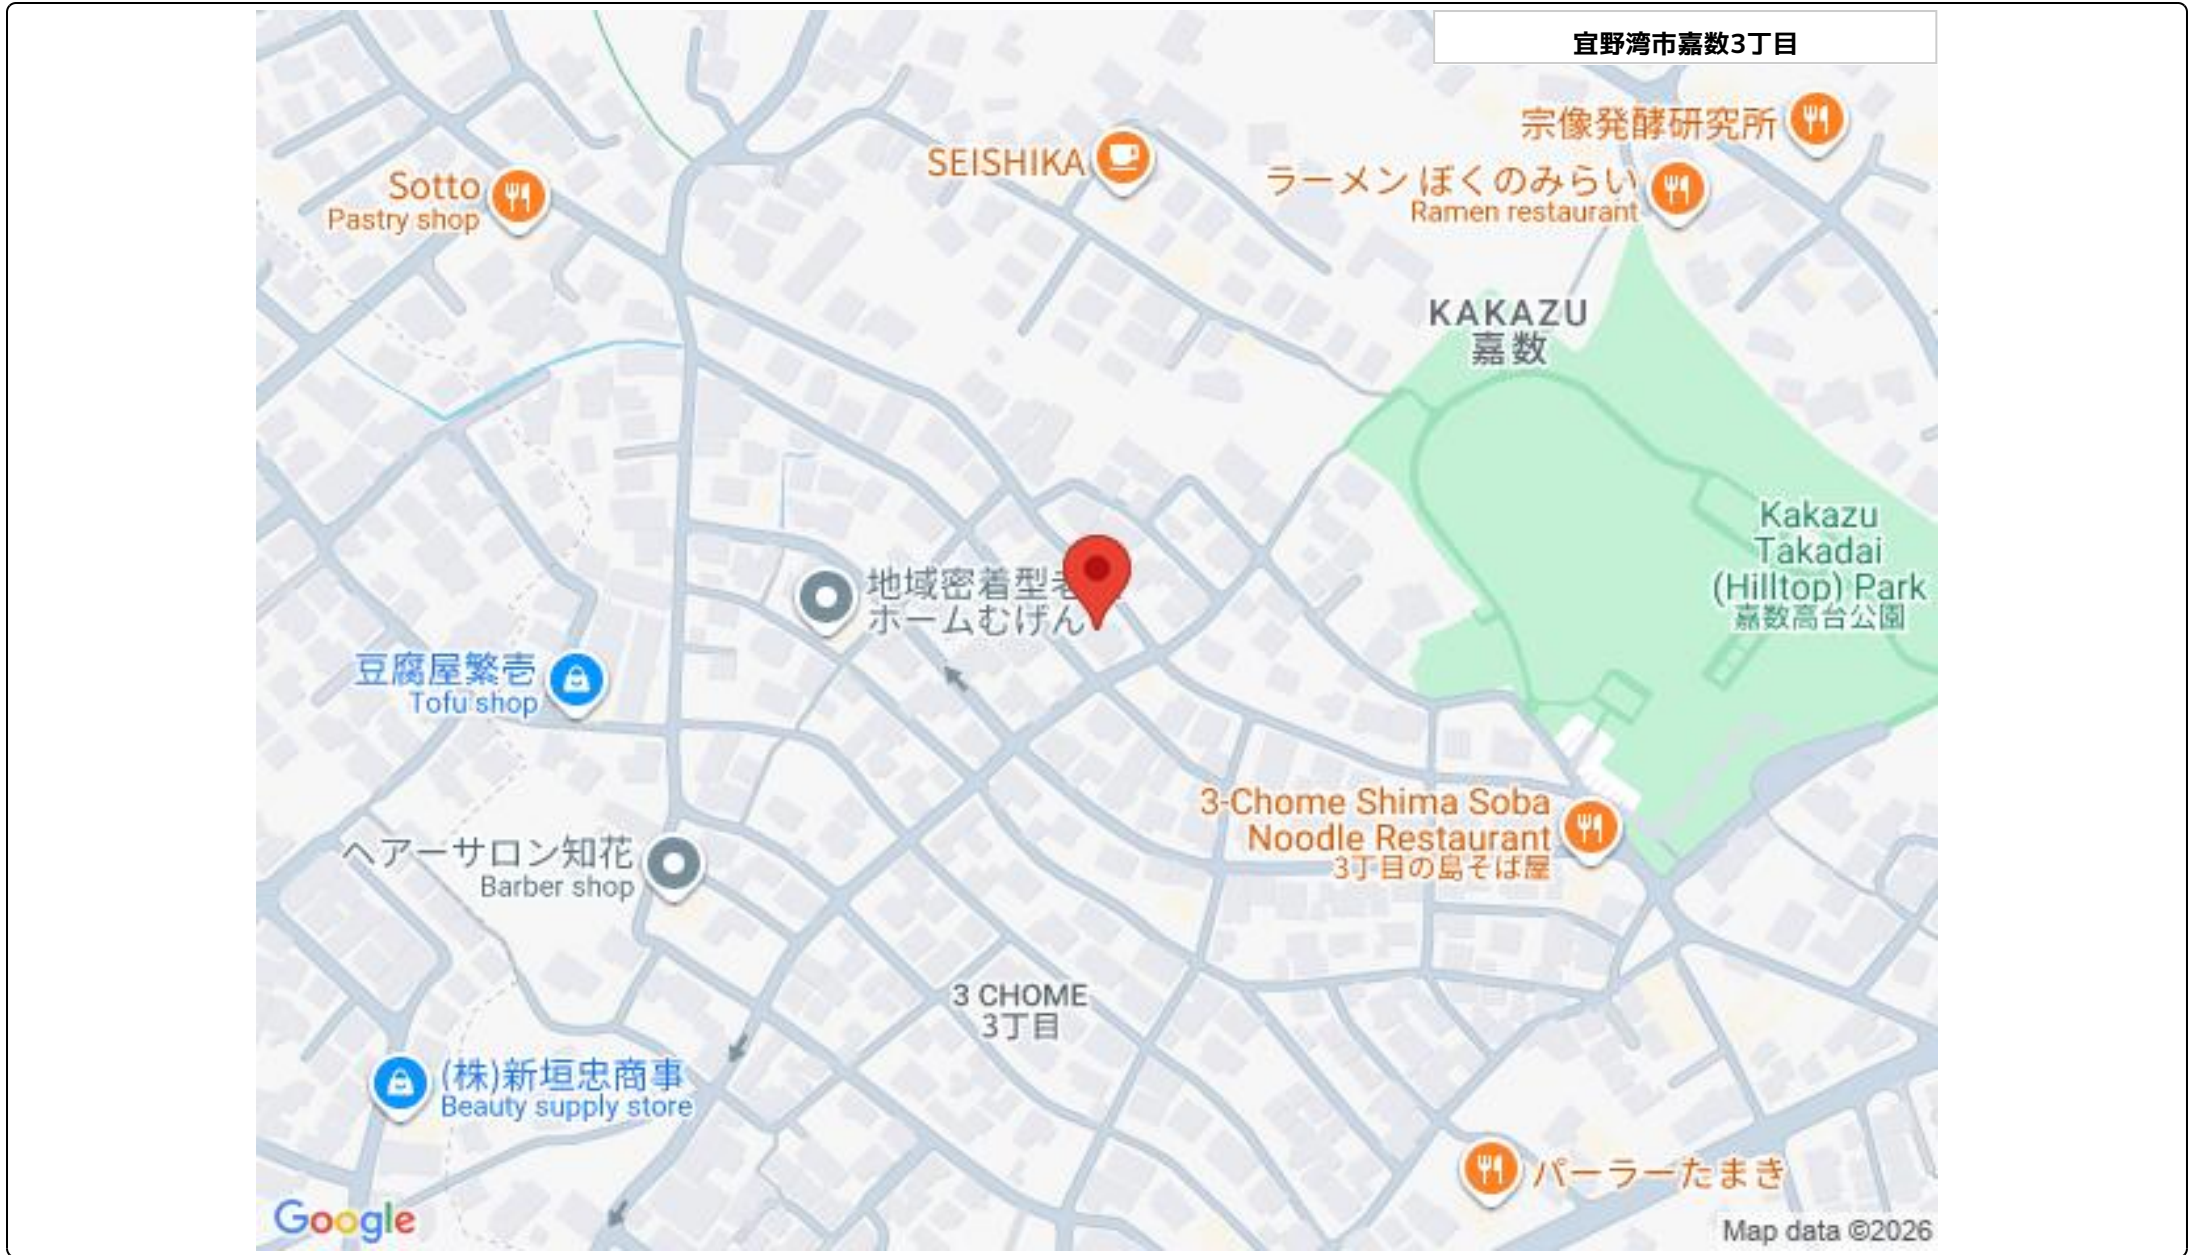 宜野湾市嘉数3丁目
宗像発酵研究所
SEISHIKA
ラーメン ぼくのみらい
Ramen restaurant
Sotto
Pastry shop
KAKAZU
嘉数
Kakazu
Takadai
(Hilltop) Park
嘉数高台公園
地域密着型老
ホームむげん
豆腐屋繁壱
Tofu shop
3-Chome Shima Soba
Noodle Restaurant
3丁目の島そば屋
ヘアーサロン知花
Barber shop
3 CHOME
3丁目
(株)新垣忠商事
Beauty supply store
パーラーたまき
Google
Map data ©2026